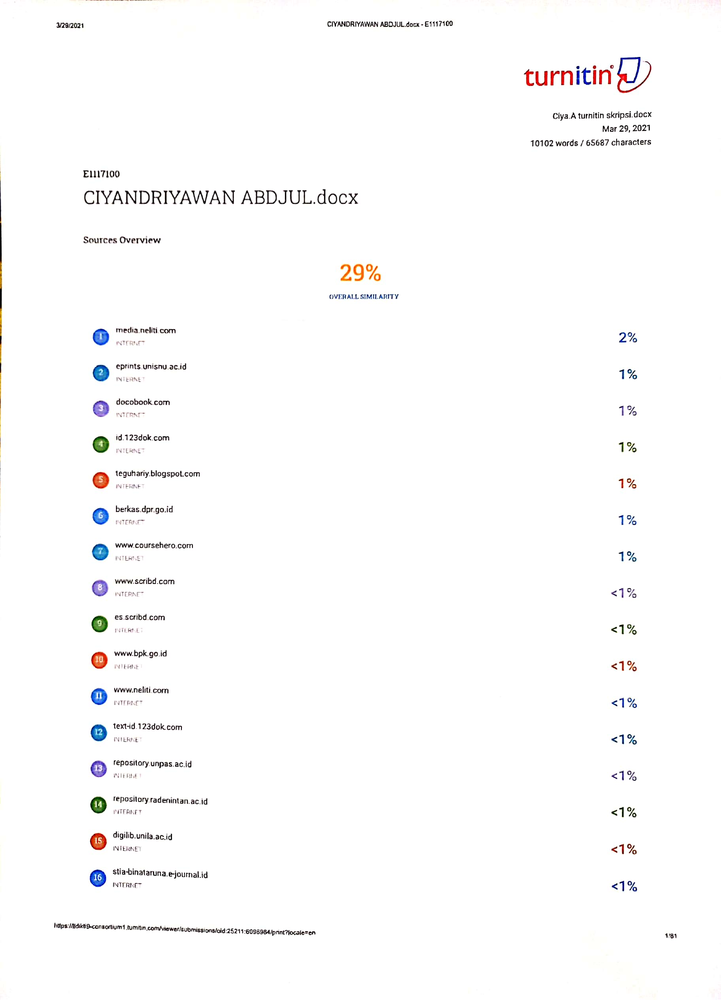 3/29/2021
CIYANDRIYAWAN ABDJUL.docx - E1117100
turnitin
Ciya.A turnitin skripsi.docx
Mar 29, 2021
10102 words / 65687 characters
E1117100
CIYANDRIYAWAN ABDJUL.docx
Sources Overview
29%
OVERALL SIMILARITY
1 media.neliti.com 2%
INTERNET
2 eprints.unisnu.ac.id 1%
INTERNET
3 docobook.com 1%
INTERNET
4 id.123dok.com 1%
INTERNET
5 teguhariy.blogspot.com 1%
INTERNET
6 berkas.dpr.go.id 1%
INTERNET
7 www.coursehero.com 1%
INTERNET
8 www.scribd.com <1%
INTERNET
9 es.scribd.com <1%
INTERNET
10 www.bpk.go.id <1%
INTERNET
11 www.neliti.com <1%
INTERNET
12 text-id.123dok.com <1%
INTERNET
13 repository.unpas.ac.id <1%
INTERNET
14 repository.radenintan.ac.id <1%
INTERNET
15 digilib.unila.ac.id <1%
INTERNET
16 stia-binataruna.e-journal.id <1%
INTERNET
https://lldikti9-consortium1.turnitin.com/viewer/submissions/oid:25211:6096984/print?locale=en
1/81